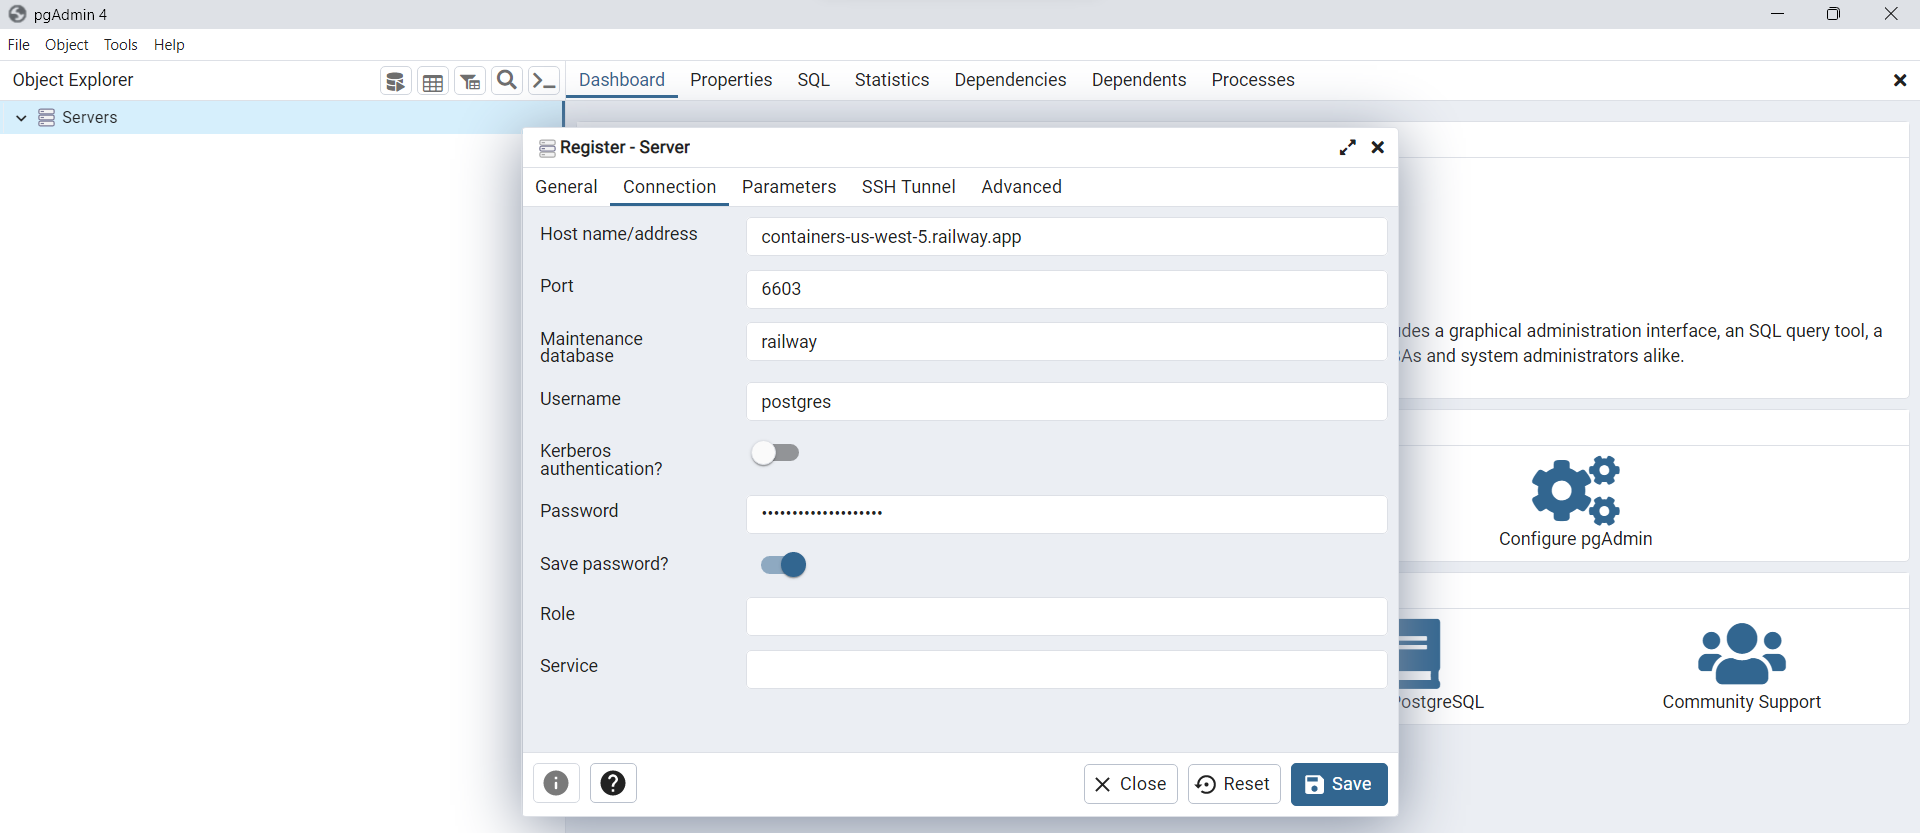 pgAdmin 4
File Object Tools Help
Object Explorer
Dashboard Properties SQL Statistics Dependencies Dependents Processes
Servers
Register - Server
General Connection Parameters SSH Tunnel Advanced
Host name/address containers-us-west-5.railway.app
Port 6603
Maintenance
database
railway
Username postgres
Kerberos
authentication?
Password ••••••••••••••••••••
Save password?
Role
Service
Close Reset Save
des a graphical administration interface, an SQL query tool, a
As and system administrators alike.
Configure pgAdmin
ostgreSQL
Community Support